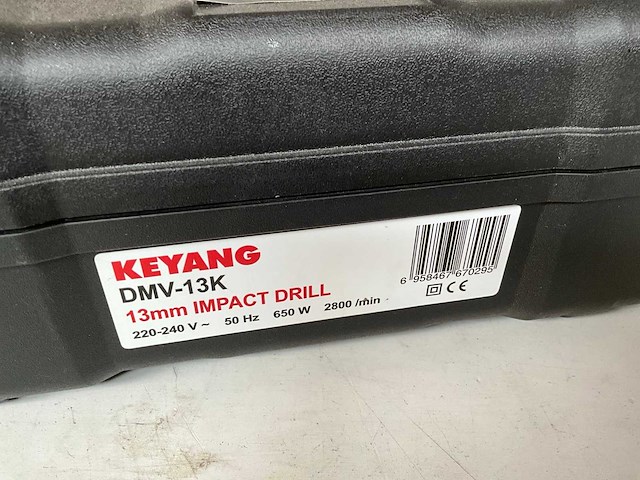 KEYANG
DMV-13K
13mm IMPACT DRILL
220-240 V ~ 50 Hz 650 W 2800 /min
6 958467 670295
CE